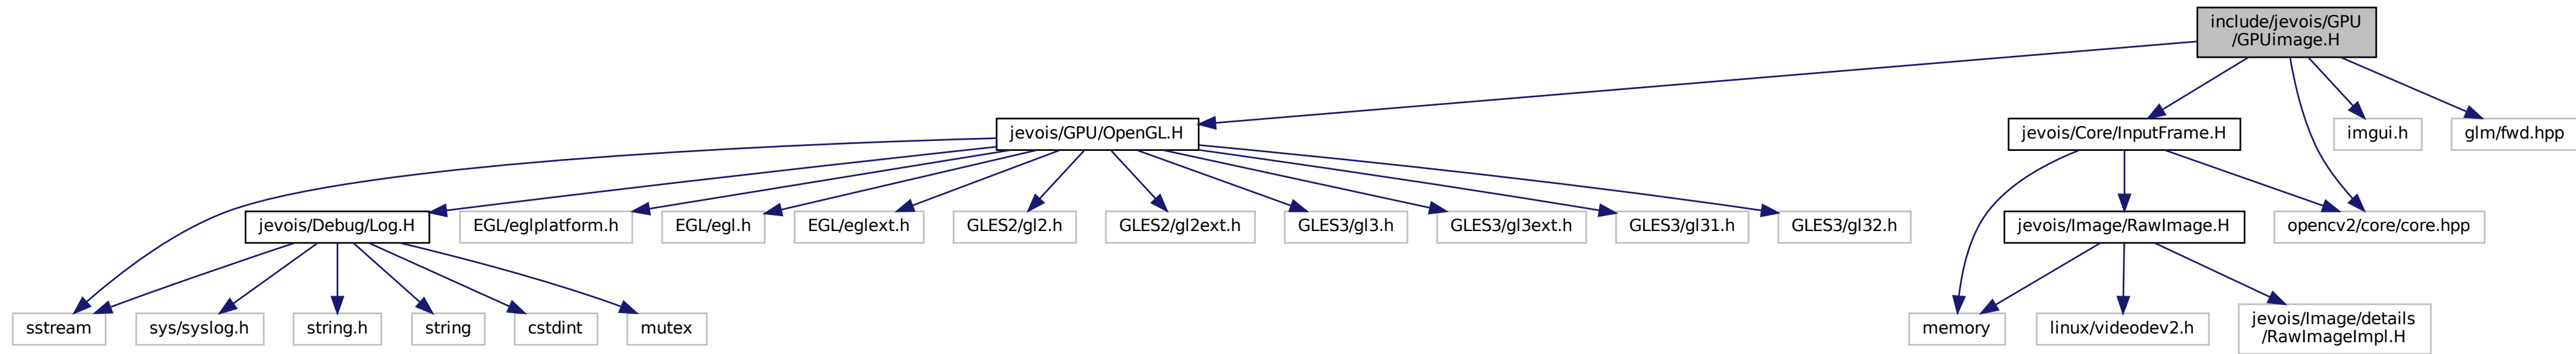 include/jevois/GPU
/GPUimage.H
jevois/GPU/OpenGL.H
jevois/Core/InputFrame.H
imgui.h
glm/fwd.hpp
jevois/Debug/Log.H
EGL/eglplatform.h
EGL/egl.h
EGL/eglext.h
GLES2/gl2.h
GLES2/gl2ext.h
GLES3/gl3.h
GLES3/gl3ext.h
GLES3/gl31.h
GLES3/gl32.h
jevois/Image/RawImage.H
opencv2/core/core.hpp
sstream
sys/syslog.h
string.h
string
cstdint
mutex
memory
linux/videodev2.h
jevois/Image/details
/RawImageImpl.H